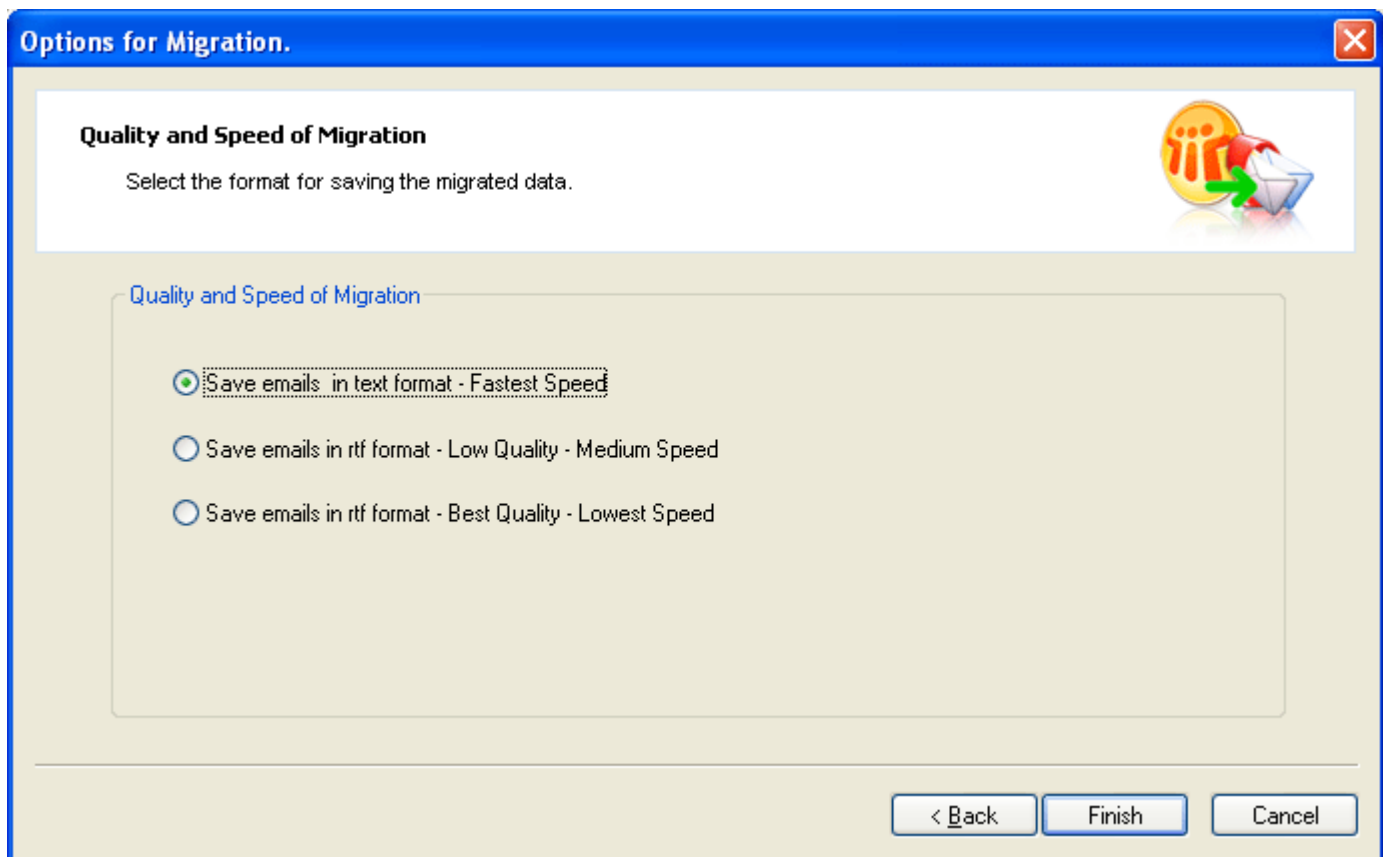 Options for Migration.
Quality and Speed of Migration
Select the format for saving the migrated data.
Quality and Speed of Migration
Save emails  in text format - Fastest Speed
Save emails in rtf format - Low Quality - Medium Speed
Save emails in rtf format - Best Quality - Lowest Speed
< Back
Finish
Cancel